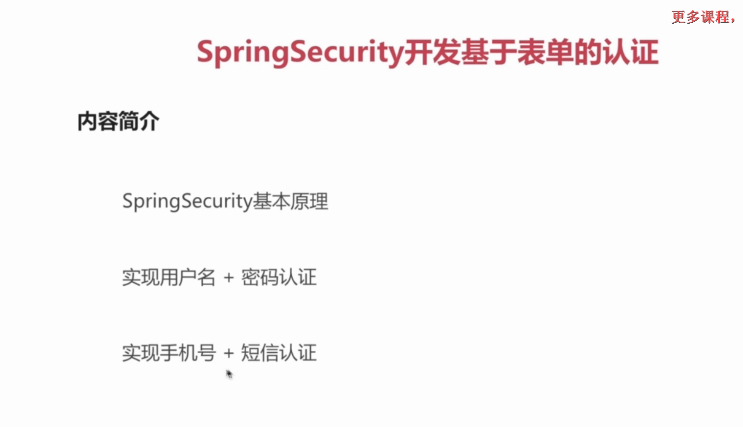 更多课程，
SpringSecurity开发基于表单的认证
内容简介
SpringSecurity基本原理
实现用户名 + 密码认证
实现手机号 + 短信认证